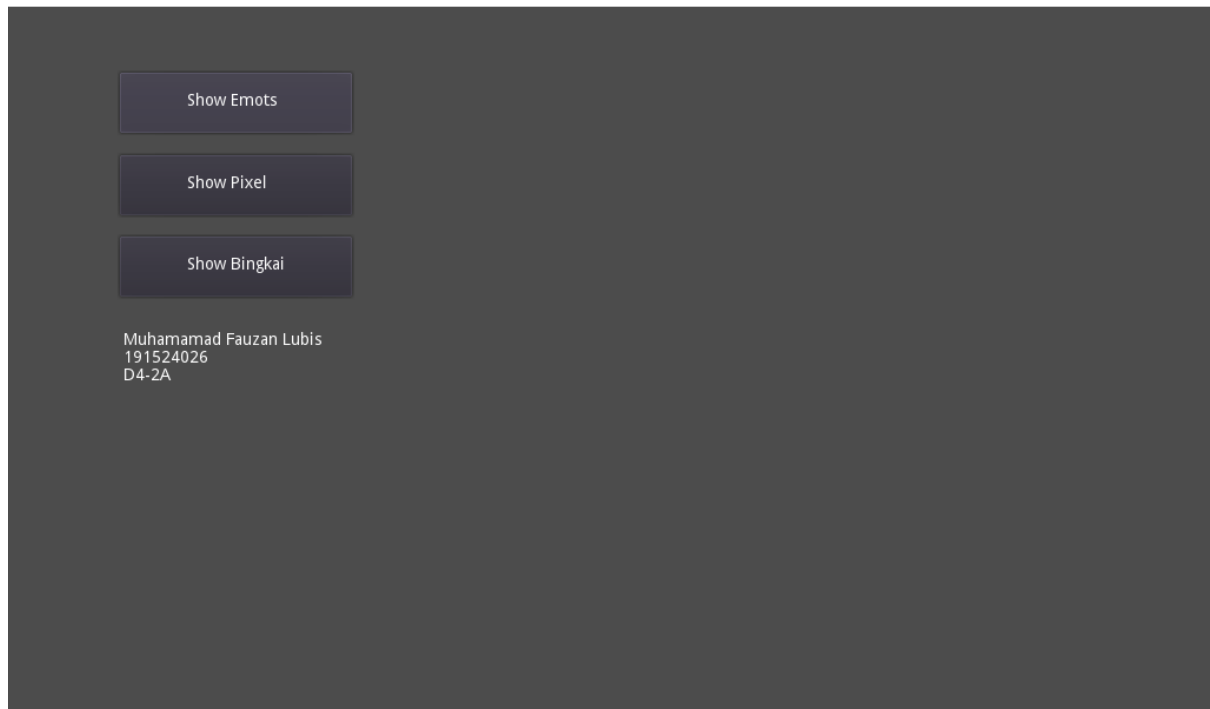 Show Emots
Show Pixel
Show Bingkai
Muhamamad Fauzan Lubis
191524026
D4-2A